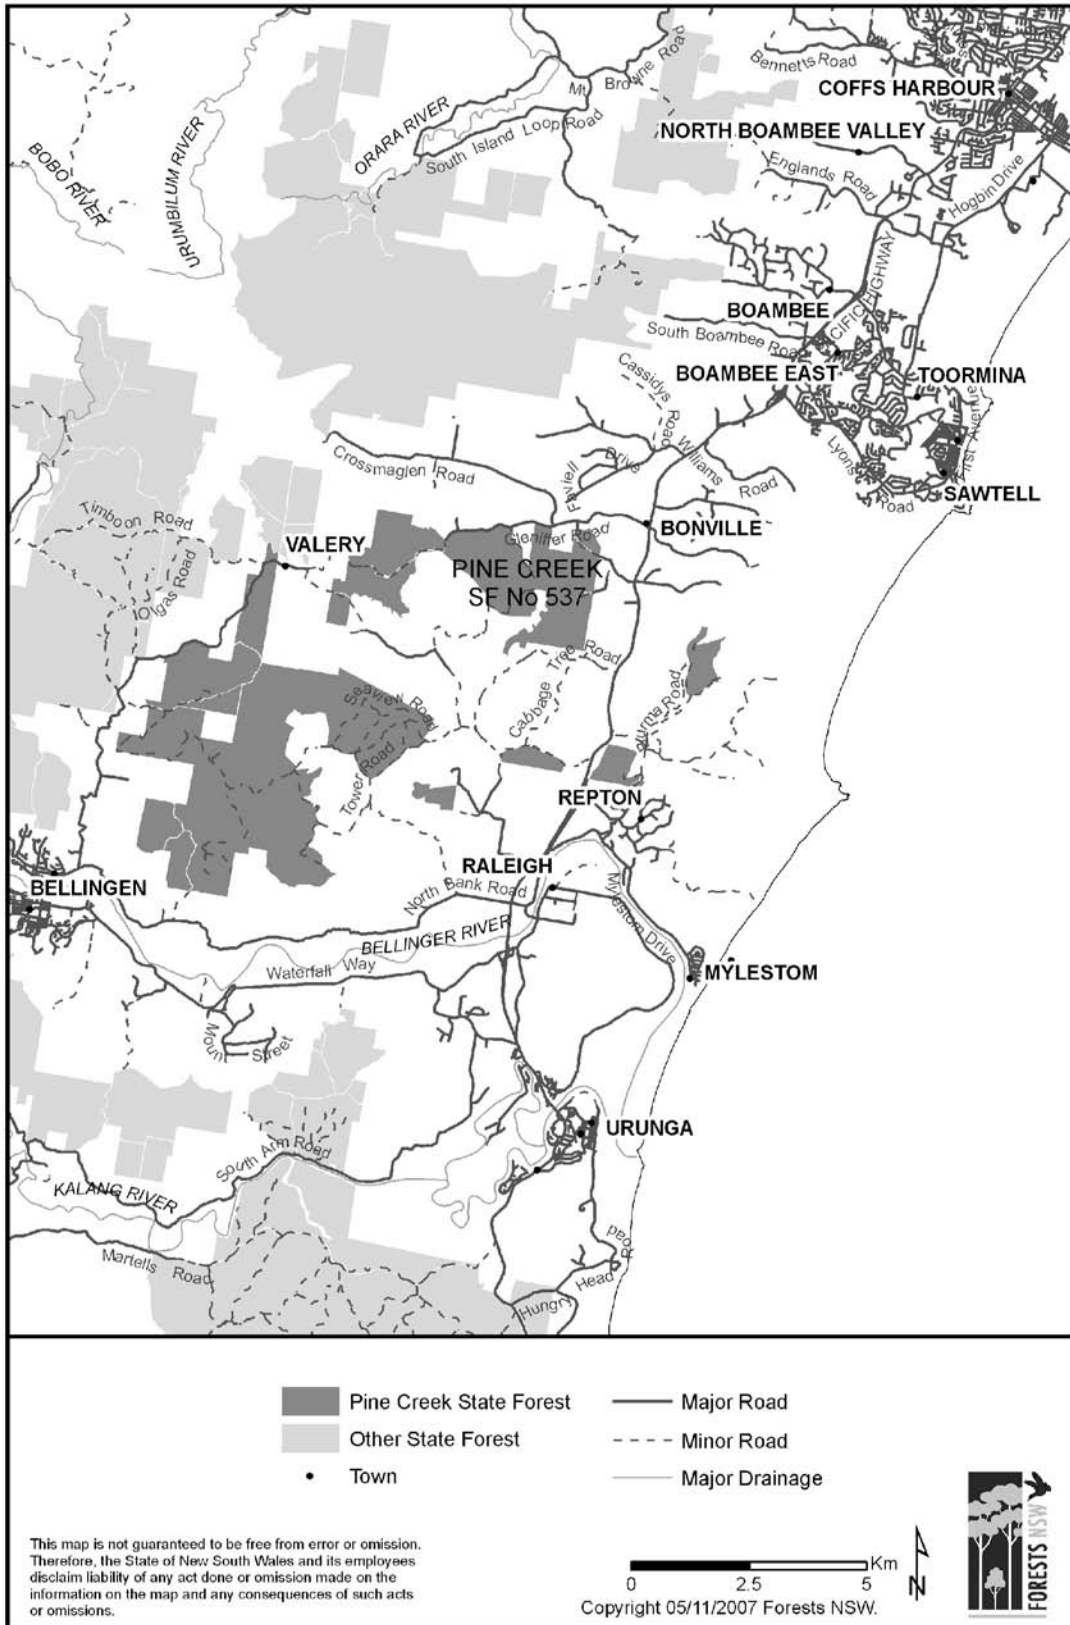 Bennetts Road
COFFS HARBOUR
Mt Browne Road
NORTH BOAMBEE VALLEY
ORARA RIVER
South Island Loop Road
BOBO RIVER
URUMBILUM RIVER
Englands Road
Hogbin Drive
BOAMBEE
CIFIC HIGHWAY
South Boambee Road
BOAMBEE EAST
TOORMINA
Cassidys Road
First Avenue
Crossmaglen Road
Drive
Williams Road
Lyons Road
SAWTELL
Timboon Road
VALERY
Gleniffer Road
BONVILLE
PINE CREEK
SF No 537
Olgas Road
Cabbage Tree Road
Seaview Road
Tower Road
REPTON
RALEIGH
BELLINGEN
North Bank Road
Mylestom Drive
BELLINGER RIVER
Waterfall Way
MYLESTOM
Mount Street
URUNGA
South Arm Road
KALANG RIVER
Martells Road
Hungry Head Road
Pine Creek State Forest
Major Road
Other State Forest
Minor Road
Town
Major Drainage
This map is not guaranteed to be free from error or omission.
Therefore, the State of New South Wales and its employees
disclaim liability of any act done or omission made on the
information on the map and any consequences of such acts
or omissions.
Km
0 2.5 5
Copyright 05/11/2007 Forests NSW.
N
FORESTS NSW